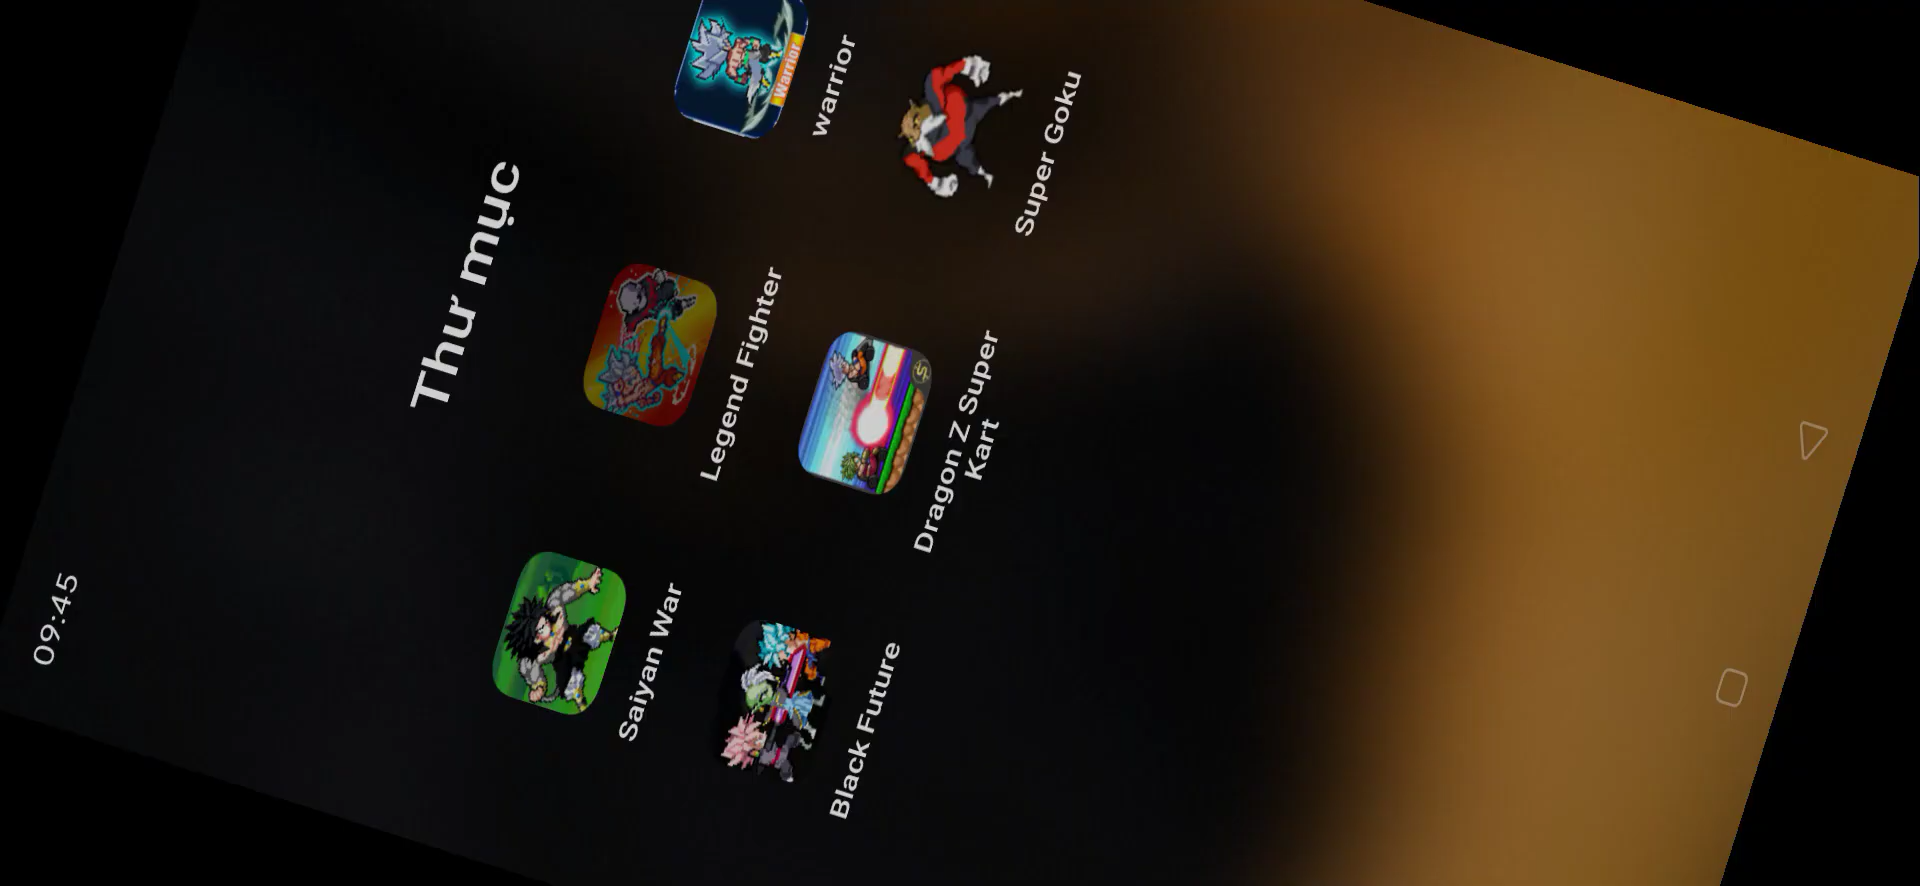 09:45
Thư mục
Saiyan War
Legend Fighter
Warrior
warrior
Black Future
Dragon Z Super
Kart
Super Goku